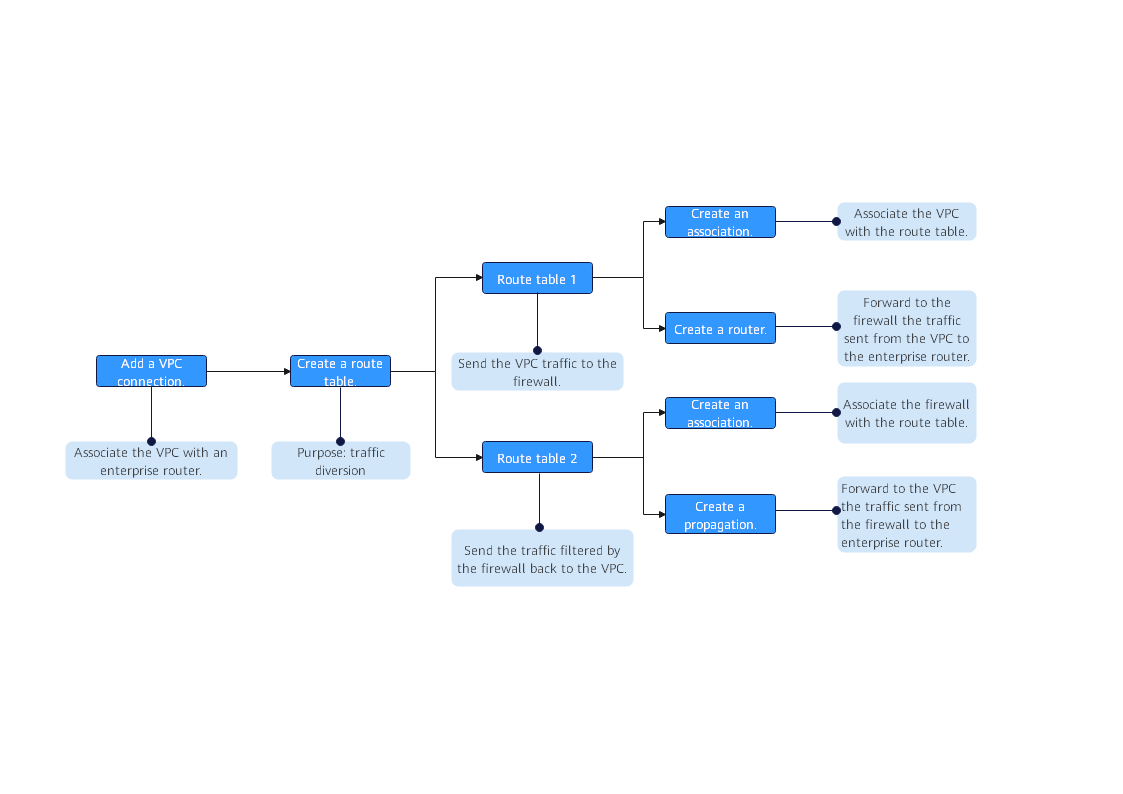 Add a VPC
connection.
Associate the VPC with an
enterprise router.
Create a route
table.
Purpose: traffic
diversion
Route table 1
Send the VPC traffic to the
firewall.
Create an
association.
Associate the VPC
with the route table.
Create a router.
Forward to the
firewall the traffic
sent from the VPC to
the enterprise router.
Route table 2
Send the traffic filtered by
the firewall back to the VPC.
Create an
association.
Associate the firewall
with the route table.
Create a
propagation.
Forward to the VPC
the traffic sent from
the firewall to the
enterprise router.